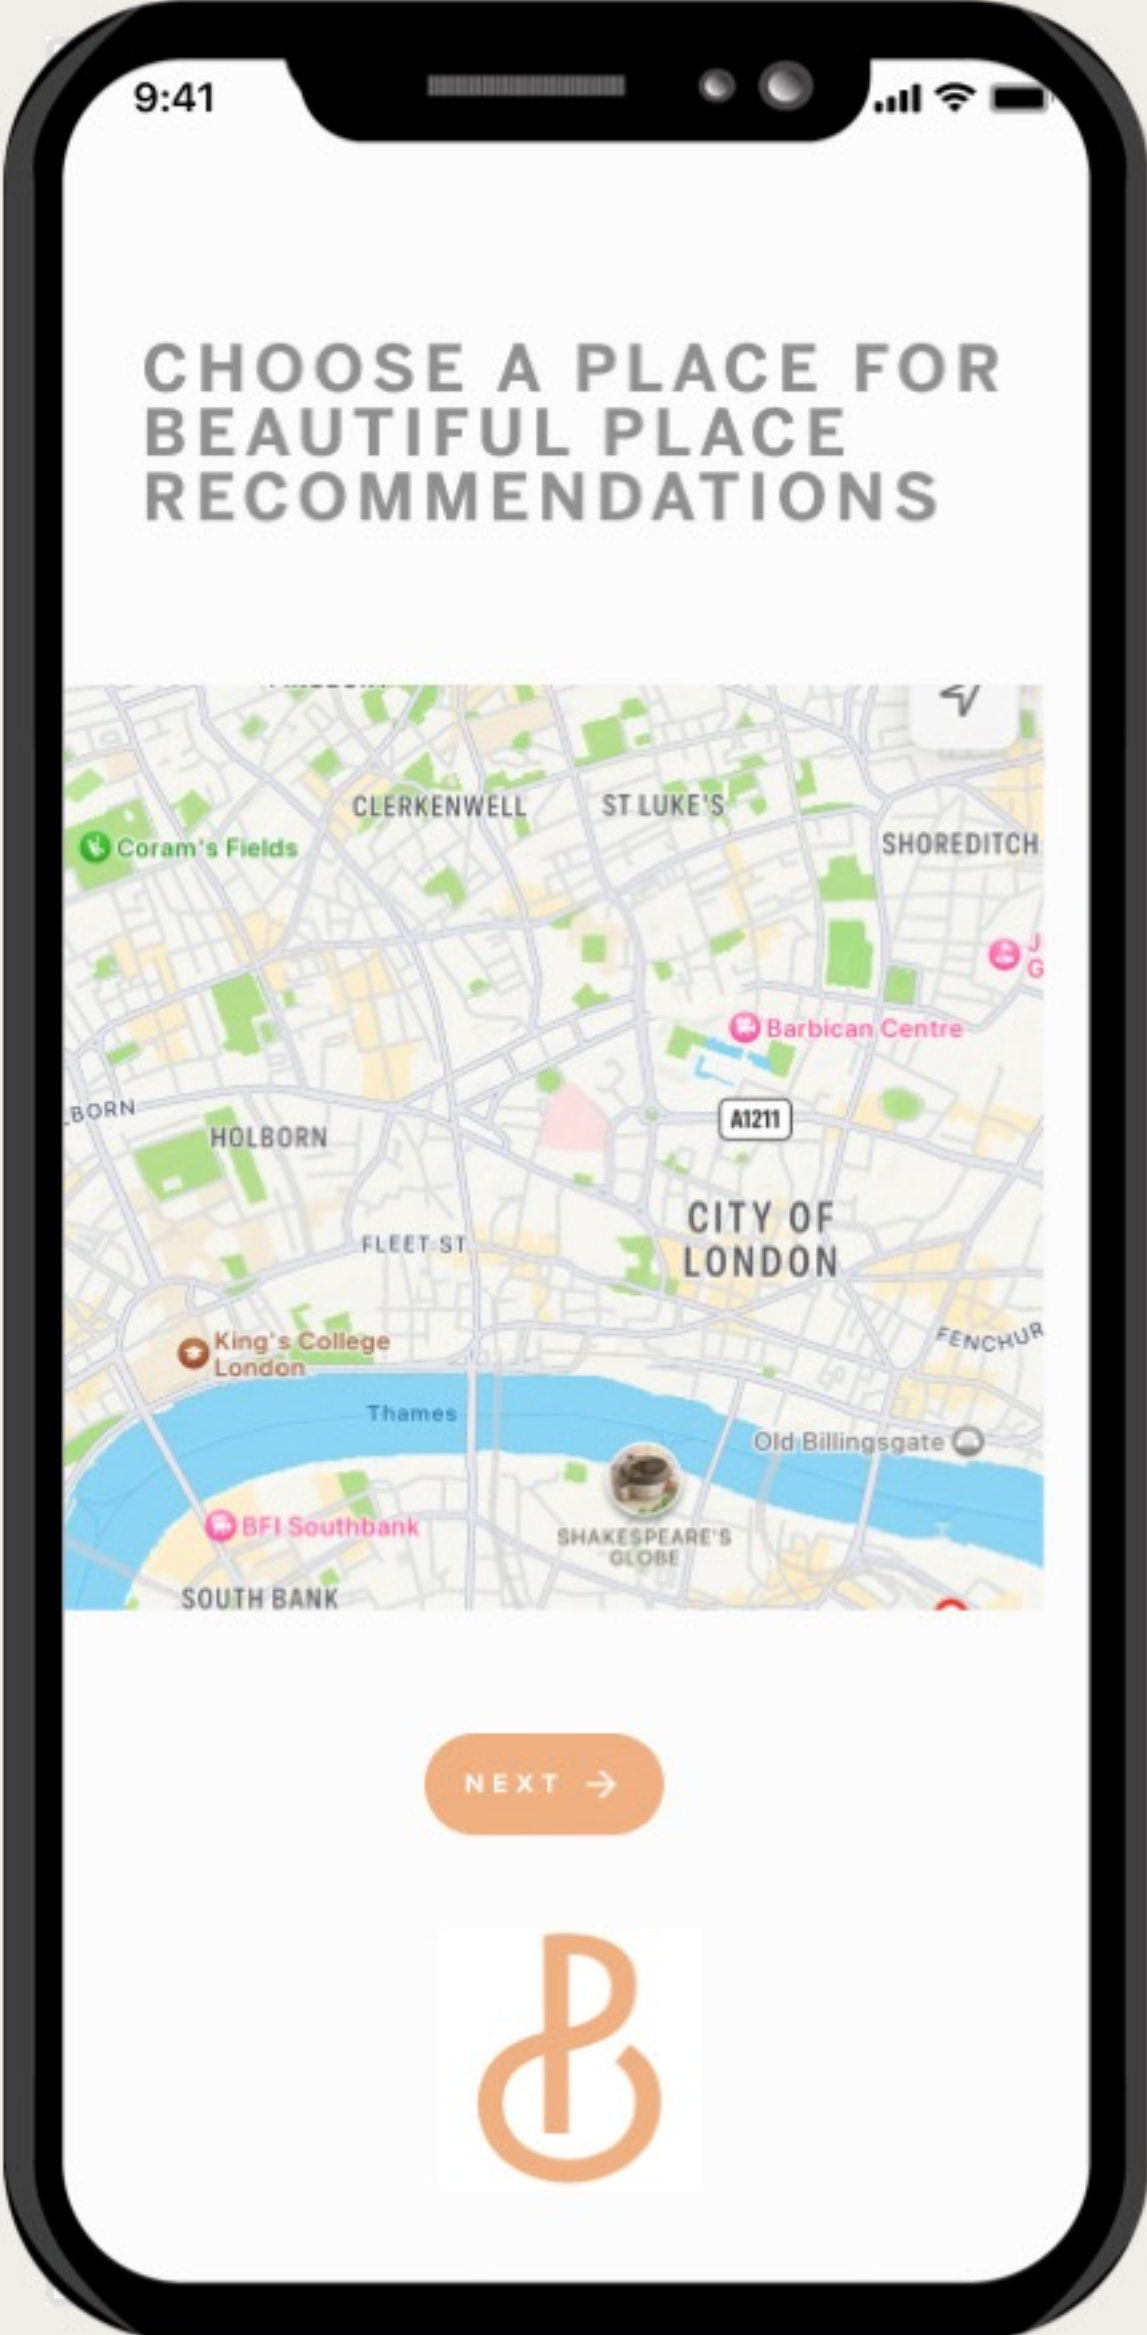 9:41
CHOOSE A PLACE FOR
BEAUTIFUL PLACE
RECOMMENDATIONS
CLERKENWELL
ST LUKE'S
SHOREDITCH
Coram's Fields
J
G
Barbican Centre
BORN
A1211
HOLBORN
CITY OF
LONDON
FLEET ST
FENCHUR
King's College
London
Thames
Old Billingsgate
BFI Southbank
SHAKESPEARE'S
GLOBE
SOUTH BANK
NEXT →